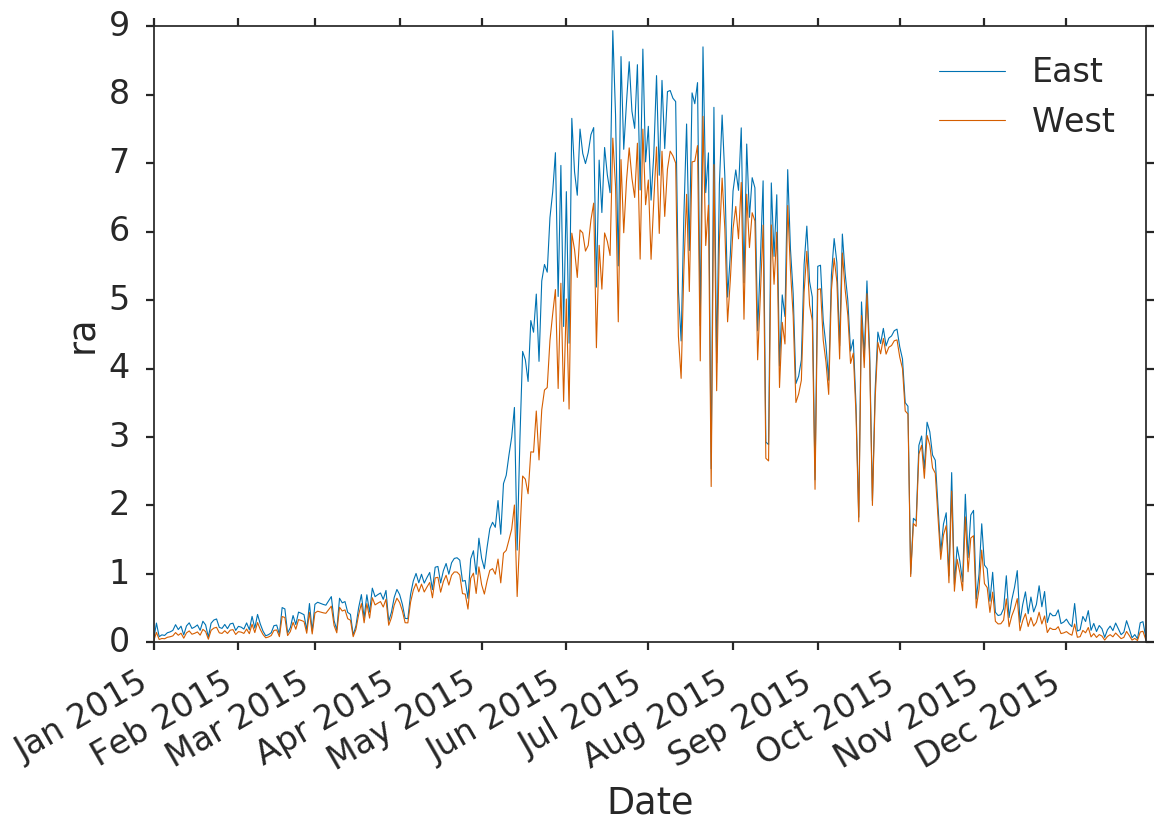 9
8
7
6
5
4
3
2
1
0
ra
East
West
Jan 2015
Feb 2015
Mar 2015
Apr 2015
May 2015
Jun 2015
Jul 2015
Aug 2015
Sep 2015
Oct 2015
Nov 2015
Dec 2015
Date